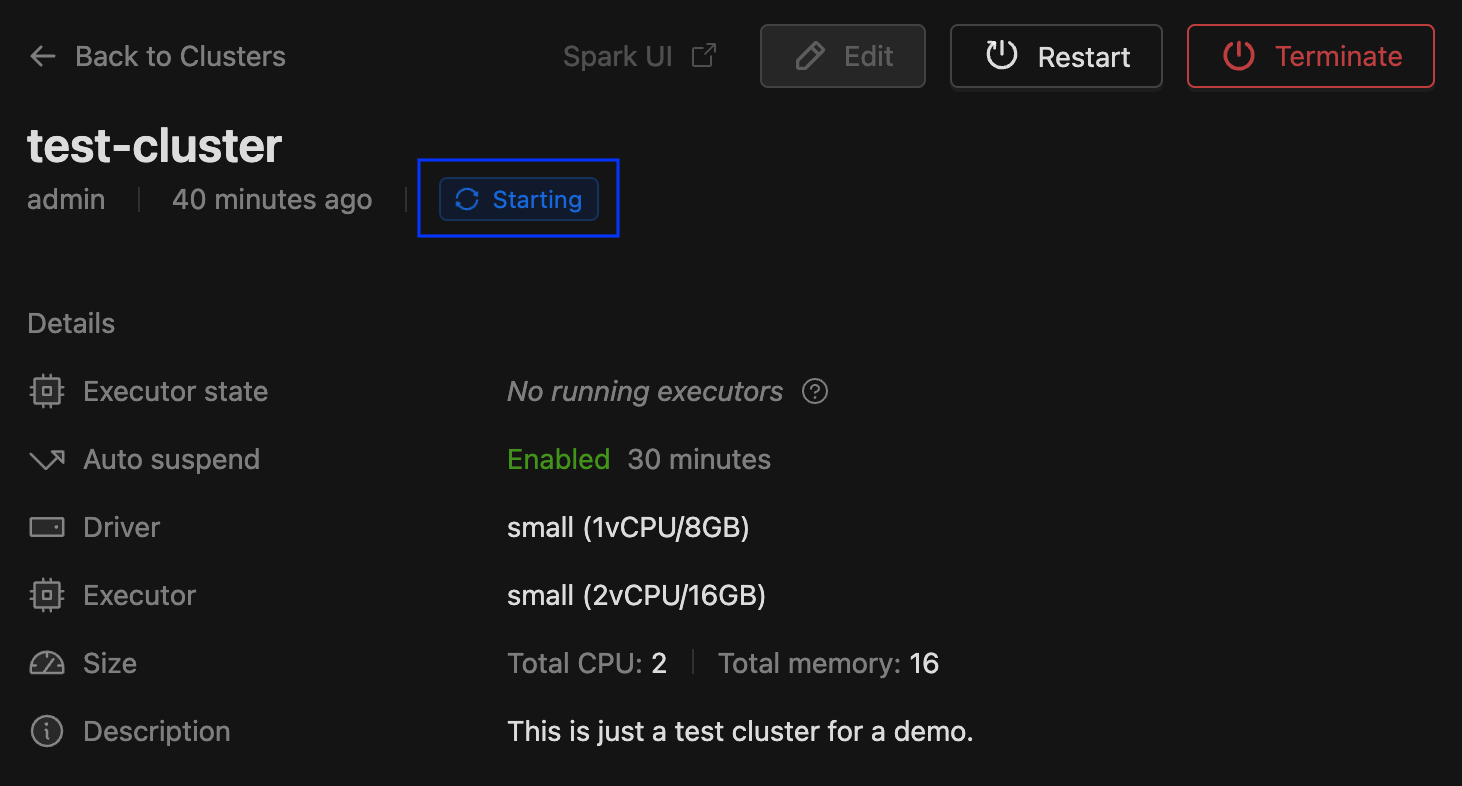 Back to Clusters Spark UI Edit Restart Terminate
test-cluster
admin 40 minutes ago Starting
Details
Executor state No running executors
Auto suspend Enabled 30 minutes
Driver small (1vCPU/8GB)
Executor small (2vCPU/16GB)
Size Total CPU: 2 Total memory: 16
Description This is just a test cluster for a demo.